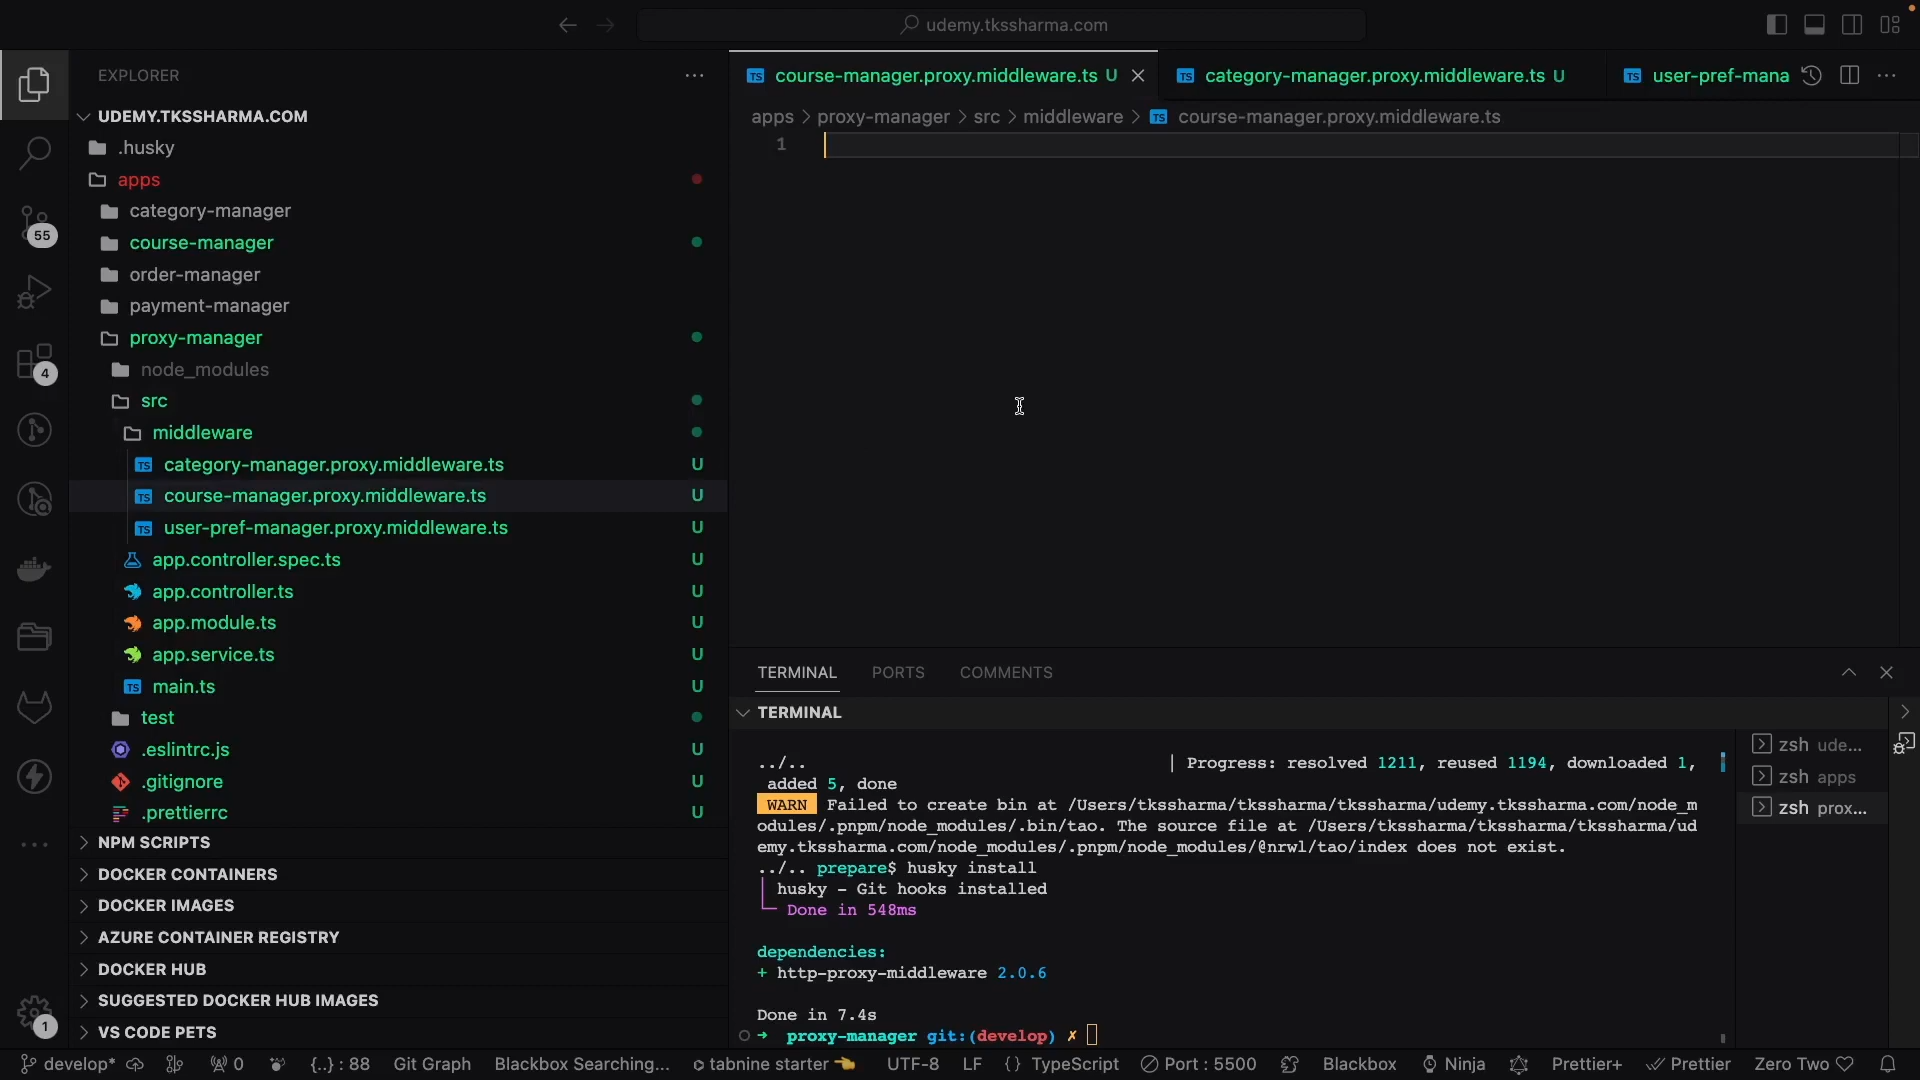 udemy.tkssharma.com
EXPLORER
UDEMY.TKSSHARMA.COM
.husky
apps
category-manager
course-manager
order-manager
payment-manager
proxy-manager
node_modules
src
middleware
category-manager.proxy.middleware.ts U
course-manager.proxy.middleware.ts U
user-pref-manager.proxy.middleware.ts U
app.controller.spec.ts U
app.controller.ts U
app.module.ts U
app.service.ts U
main.ts U
test
.eslintrc.js U
.gitignore U
.prettierrc U
NPM SCRIPTS
DOCKER CONTAINERS
DOCKER IMAGES
AZURE CONTAINER REGISTRY
DOCKER HUB
SUGGESTED DOCKER HUB IMAGES
VS CODE PETS
55
4
1
TS course-manager.proxy.middleware.ts U
TS category-manager.proxy.middleware.ts U
TS user-pref-mana
apps > proxy-manager > src > middleware > TS course-manager.proxy.middleware.ts
1
TERMINAL PORTS COMMENTS
TERMINAL
../.. | Progress: resolved 1211, reused 1194, downloaded 1,
added 5, done
WARN Failed to create bin at /Users/tkssharma/tkssharma/tkssharma/udemy.tkssharma.com/node_m
odules/.pnpm/node_modules/.bin/tao. The source file at /Users/tkssharma/tkssharma/tkssharma/ud
emy.tkssharma.com/node_modules/.pnpm/node_modules/@nrwl/tao/index does not exist.
../.. prepare$ husky install
husky – Git hooks installed
Done in 548ms
dependencies:
+ http-proxy-middleware 2.0.6
Done in 7.4s
➜ proxy-manager git:(develop) ✗
zsh ude...
zsh apps
zsh prox...
develop* 0 {..} : 88 Git Graph Blackbox Searching... tabnine starter UTF-8 LF {} TypeScript Port : 5500 Blackbox Ninja Prettier+ Prettier Zero Two